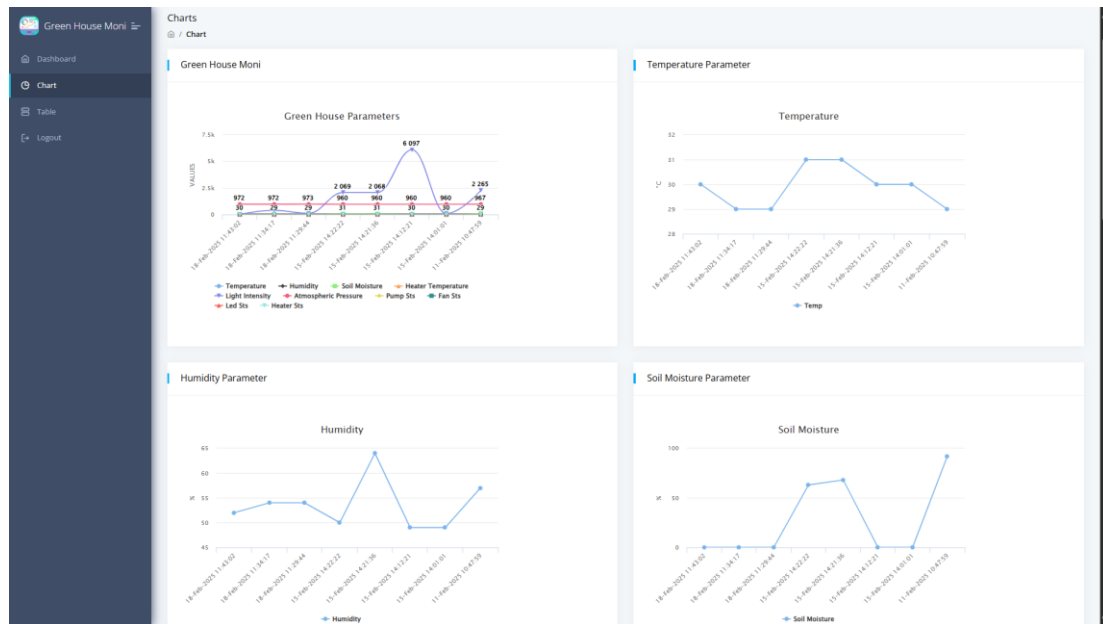 Green House Moni
Dashboard
Chart
Table
Logout
Charts
/ Chart
Green House Moni
Green House Parameters
VALUES
7.5k
5k
2.5k
0
6 097
2 069 2 068 2 265
972 972 973 960 960 960 960 967
30 29 29 31 31 30 30 29
18-Feb-2025 11:43:02
18-Feb-2025 11:34:17
18-Feb-2025 11:29:44
15-Feb-2025 14:22:22
15-Feb-2025 14:21:36
15-Feb-2025 14:12:21
15-Feb-2025 14:01:01
11-Feb-2025 10:47:59
Temperature Humidity Soil Moisture Heater Temperature
Light Intensity Atmospheric Pressure Pump Sts Fan Sts
Led Sts Heater Sts
Temperature Parameter
Temperature
°C
32
31
30
29
28
18-Feb-2025 11:43:02
18-Feb-2025 11:34:17
18-Feb-2025 11:29:44
15-Feb-2025 14:22:22
15-Feb-2025 14:21:36
15-Feb-2025 14:12:21
15-Feb-2025 14:01:01
11-Feb-2025 10:47:59
Temp
Humidity Parameter
Humidity
%
65
60
55
50
45
18-Feb-2025 11:43:02
18-Feb-2025 11:34:17
18-Feb-2025 11:29:44
15-Feb-2025 14:22:22
15-Feb-2025 14:21:36
15-Feb-2025 14:12:21
15-Feb-2025 14:01:01
11-Feb-2025 10:47:59
Humidity
Soil Moisture Parameter
Soil Moisture
%
100
50
0
18-Feb-2025 11:43:02
18-Feb-2025 11:34:17
18-Feb-2025 11:29:44
15-Feb-2025 14:22:22
15-Feb-2025 14:21:36
15-Feb-2025 14:12:21
15-Feb-2025 14:01:01
11-Feb-2025 10:47:59
Soil Moisture